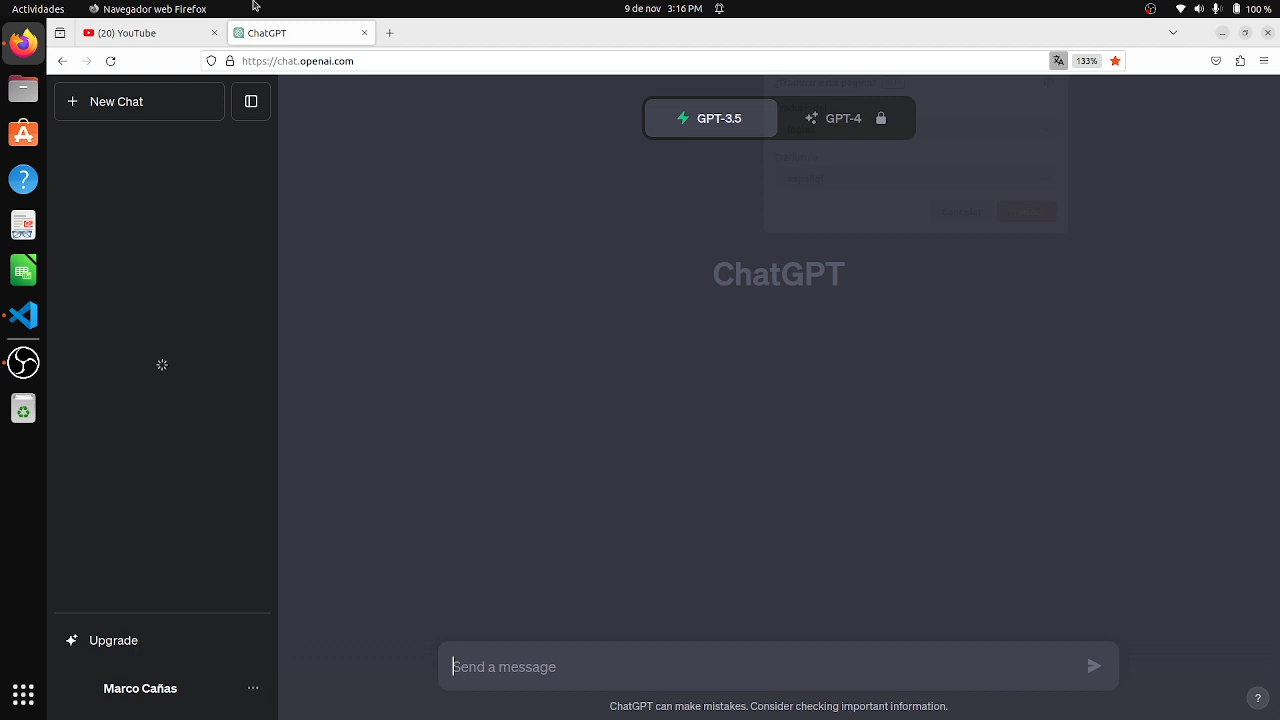 Actividades
Navegador web Firefox
9 de nov 3:16 PM
100 %
(20) YouTube
ChatGPT
https://chat.openai.com
133%
New Chat
GPT-3.5
GPT-4
Cancelar
ChatGPT
Upgrade
Marco Cañas
Send a message
ChatGPT can make mistakes. Consider checking important information.
?